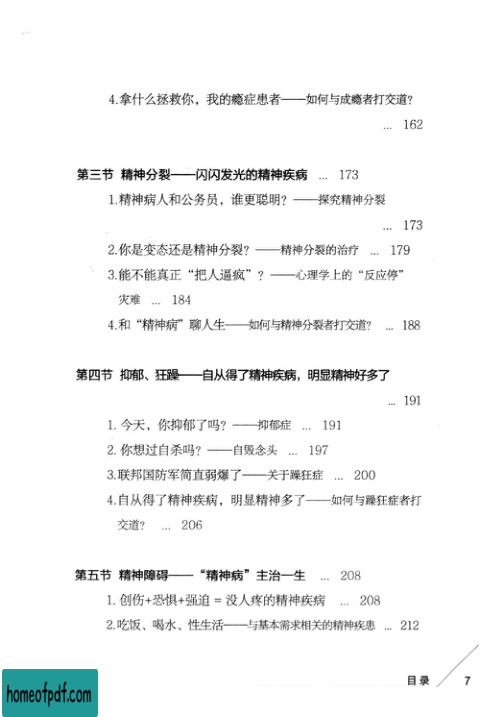 4.拿什么拯救你，我的瘾症患者——如何与成瘾者打交道？
... 162
第三节 精神分裂——闪闪发光的精神疾病 ... 173
1.精神病人和公务员，谁更聪明？——探究精神分裂
... 173
2.你是变态还是精神分裂？——精神分裂的治疗 ... 179
3.能不能真正“把人逼疯”？——心理学上的“反应停”
灾难 ... 184
4.和“精神病”聊人生——如何与精神分裂者打交道？ ... 188
第四节 抑郁、狂躁——自从得了精神疾病，明显精神好多了
... 191
1. 今天，你抑郁了吗？——抑郁症 ... 191
2. 你想过自杀吗？——自毁念头 ... 197
3.联邦国防军简直弱爆了——关于躁狂症 ... 200
4.自从得了精神疾病，明显精神多了——如何与躁狂症者打
交道？ ... 206
第五节 精神障碍——“精神病”主治一生 ... 208
1. 创伤+恐惧+强迫 = 没人疼的精神疾病 ... 208
2.吃饭、喝水、性生活——与基本需求相关的精神疾患 ... 212
目录 7
homeofpdf.com